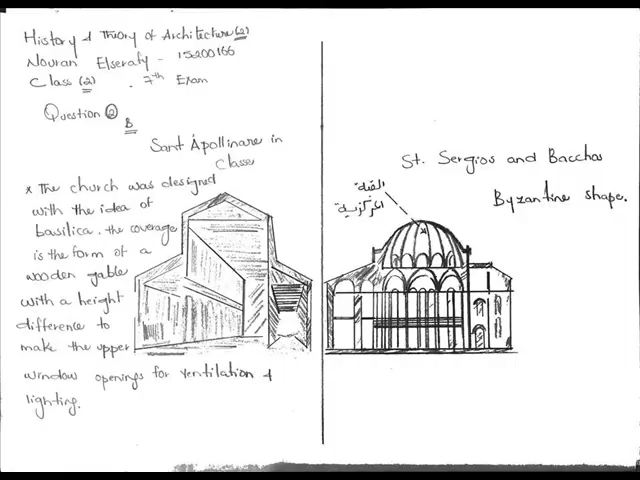 History & Theory of Architecture (2)
Nouran Elserafy - 15200166
Class (2) . 7th Exam
Question 2
B
Sant Apollinare in
Classe
x The church was designed
with the idea of
basilica. the coverage
is the form of a
wooden gable
with a height
difference to
make the upper
window openings for ventilation &
lighting.
St. Sergios and Bacchos
Byzantine shape.
القبة
المركزية